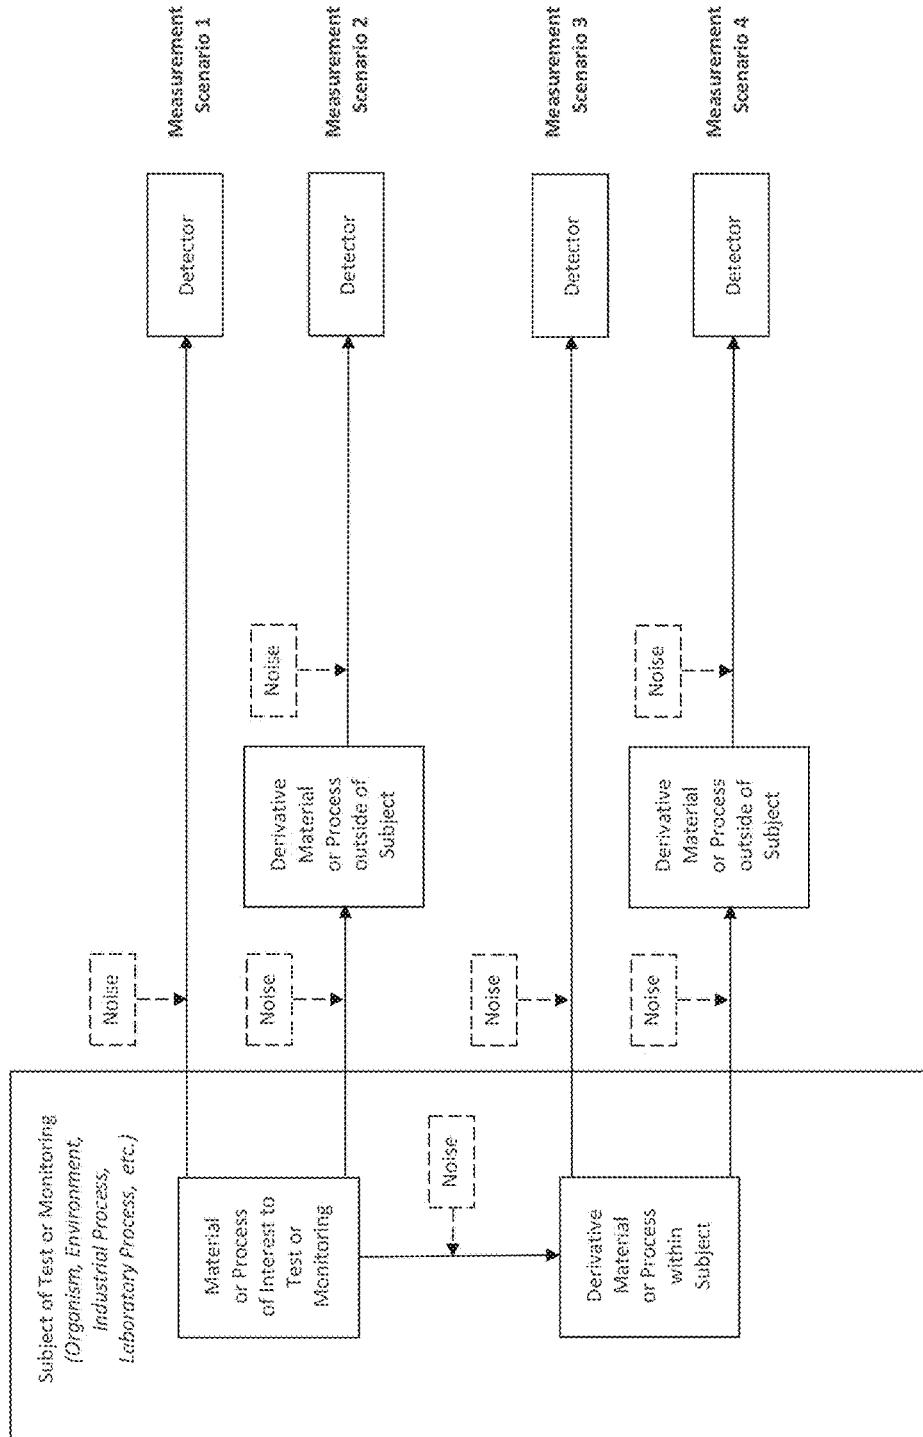 Subject of Test or Monitoring
(Organism, Environment,
Industrial Process,
Laboratory Process, etc.)
Material
or Process
of Interest to
Test or
Monitoring
Noise
Derivative
Material
or Process
within
Subject
Noise
Detector
Measurement
Scenario 1
Noise
Derivative
Material
or Process
outside of
Subject
Noise
Detector
Measurement
Scenario 2
Noise
Detector
Measurement
Scenario 3
Noise
Derivative
Material
or Process
outside of
Subject
Noise
Detector
Measurement
Scenario 4